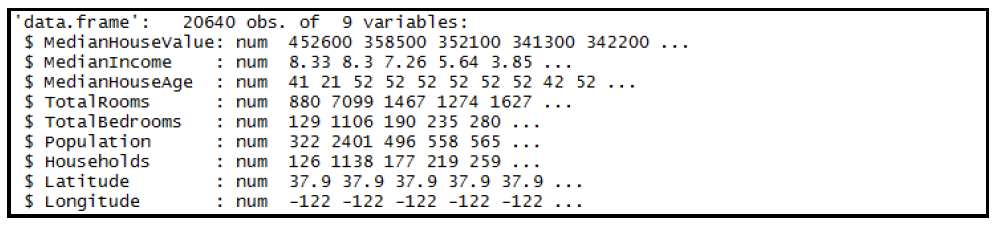 'data.frame':   20640 obs. of  9 variables:
 $ MedianHouseValue: num  452600 358500 352100 341300 342200 ...
 $ MedianIncome    : num  8.33 8.3 7.26 5.64 3.85 ...
 $ MedianHouseAge  : num  41 21 52 52 52 52 52 52 42 52 ...
 $ TotalRooms      : num  880 7099 1467 1274 1627 ...
 $ TotalBedrooms   : num  129 1106 190 235 280 ...
 $ Population      : num  322 2401 496 558 565 ...
 $ Households      : num  126 1138 177 219 259 ...
 $ Latitude        : num  37.9 37.9 37.9 37.9 37.9 ...
 $ Longitude       : num  -122 -122 -122 -122 -122 ...